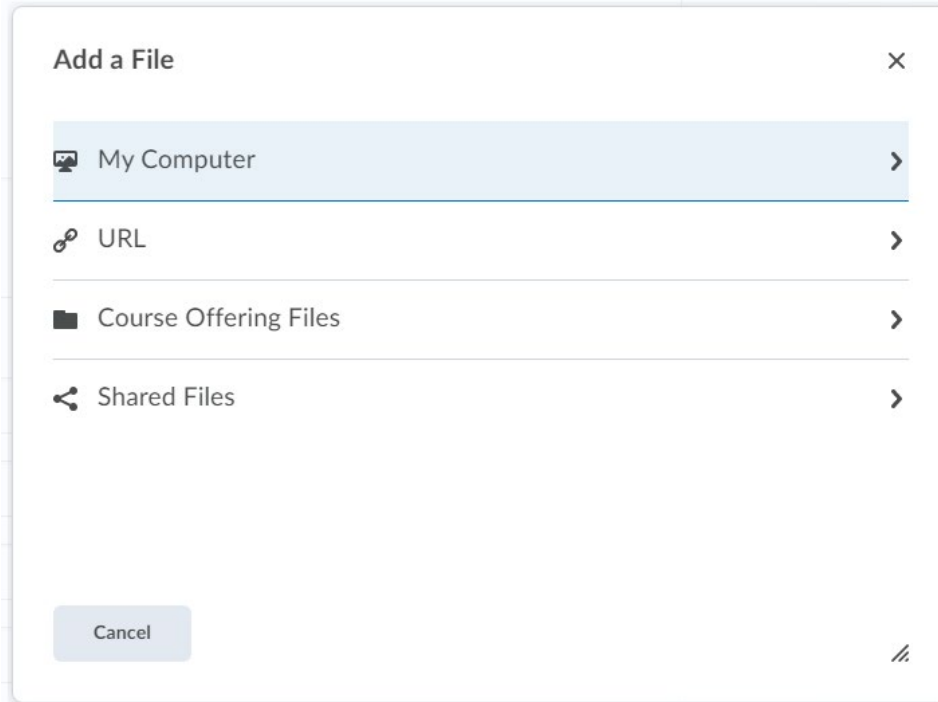 Add a File
My Computer
URL
Course Offering Files
Shared Files
Cancel